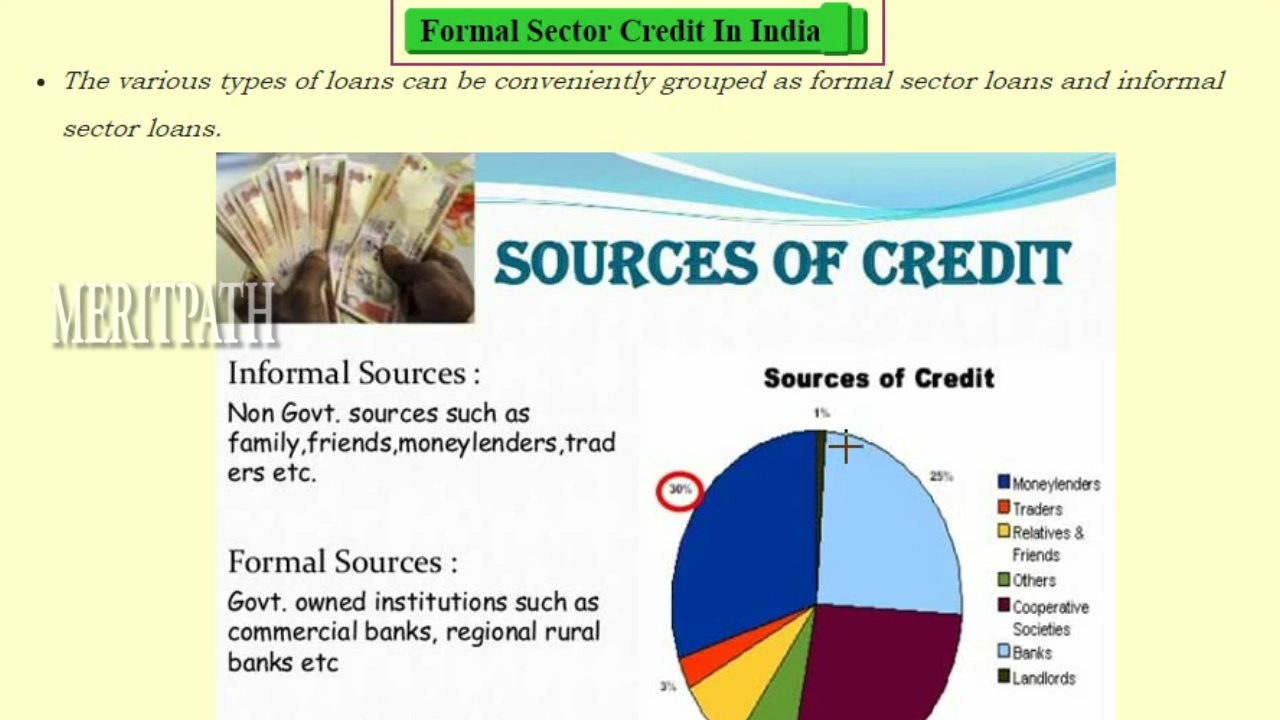 Formal Sector Credit In India
• The various types of loans can be conveniently grouped as formal sector loans and informal
sector loans.
SOURCES OF CREDIT
MERITPATH
Informal Sources :
Non Govt. sources such as
family,friends,moneylenders,trad
ers etc.
Formal Sources :
Govt. owned institutions such as
commercial banks, regional rural
banks etc
Sources of Credit
1%
30%
25%
3%
Moneylenders
Traders
Relatives &
Friends
Others
Cooperative
Societies
Banks
Landlords